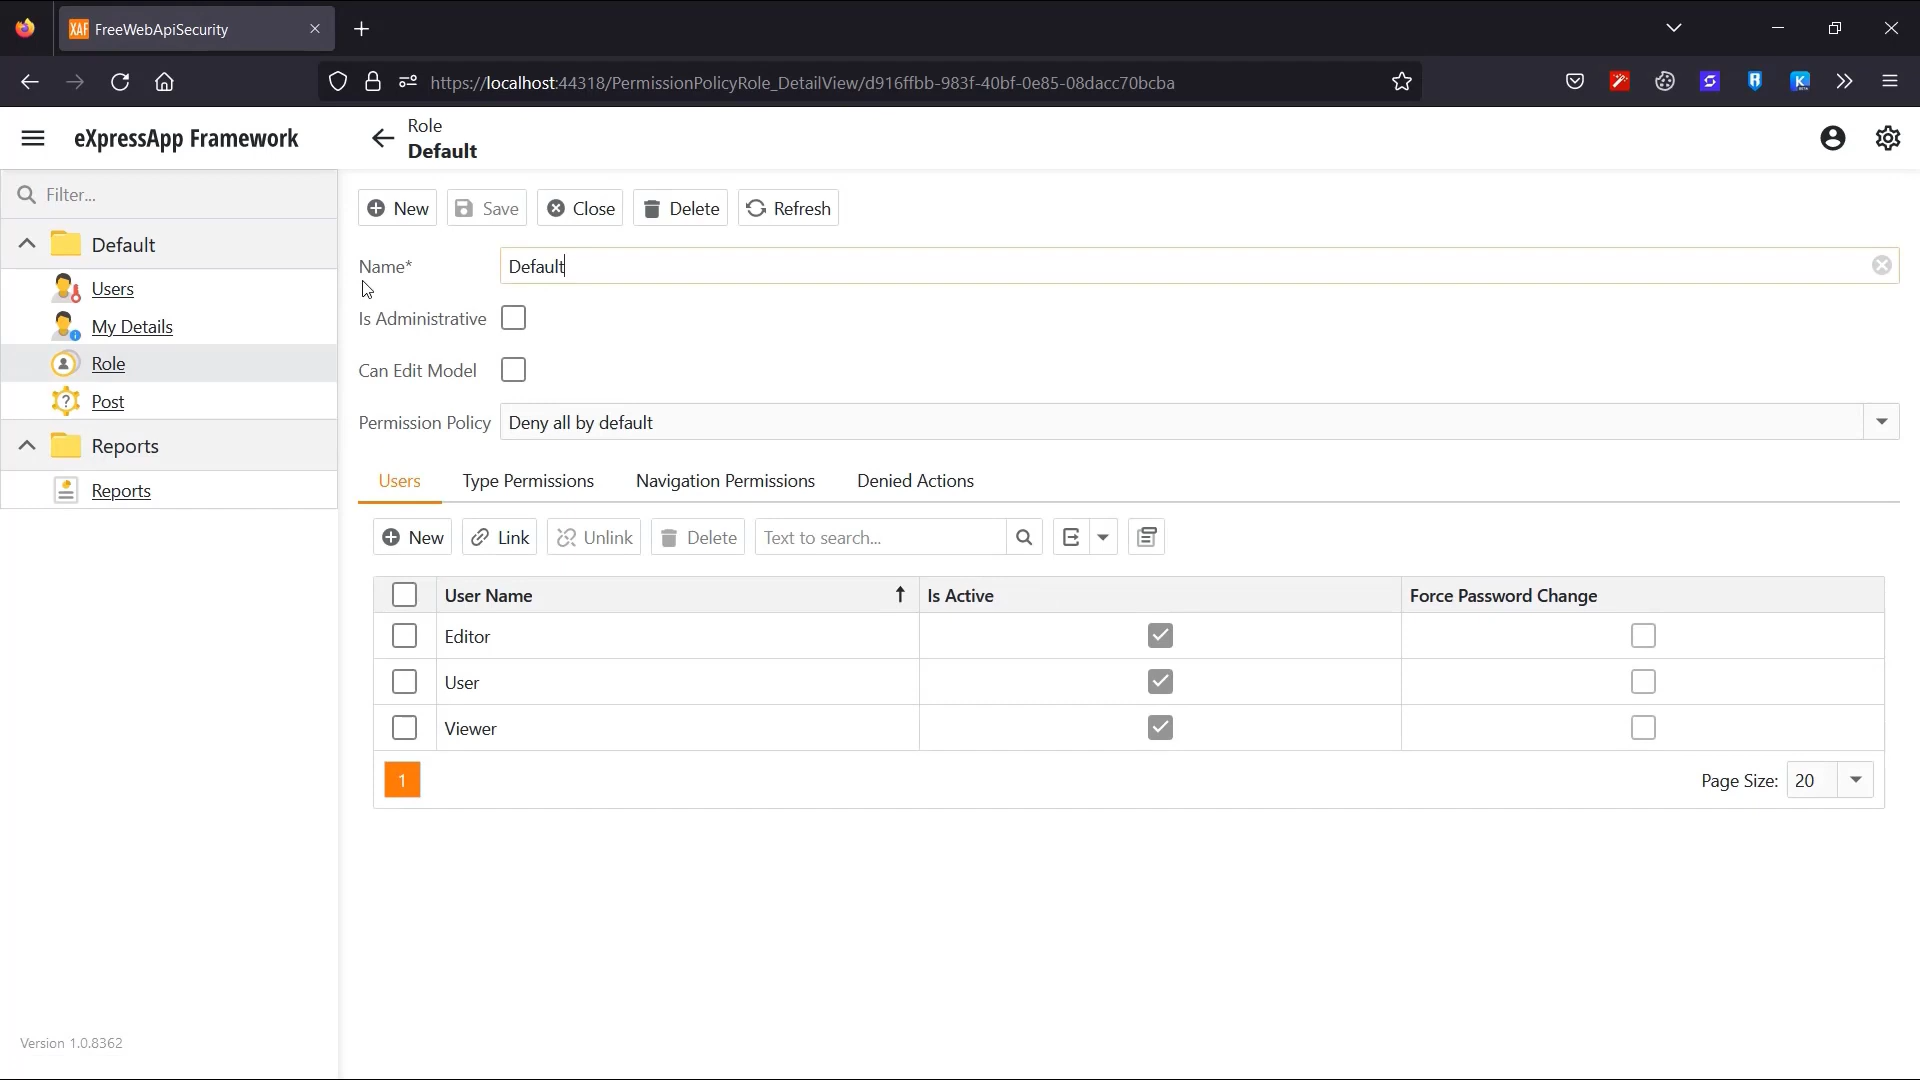 XAF FreeWebApiSecurity
https://localhost:44318/PermissionPolicyRole_DetailView/d916ffbb-983f-40bf-0e85-08dacc70bcba
eXpressApp Framework
Role
Default
Filter...
Default
Users
My Details
Role
Post
Reports
Reports
Version 1.0.8362
New Save Close Delete Refresh
Name* Default
Is Administrative
Can Edit Model
Permission Policy Deny all by default
Users Type Permissions Navigation Permissions Denied Actions
New Link Unlink Delete Text to search...
User Name Is Active Force Password Change
Editor
User
Viewer
1 Page Size: 20